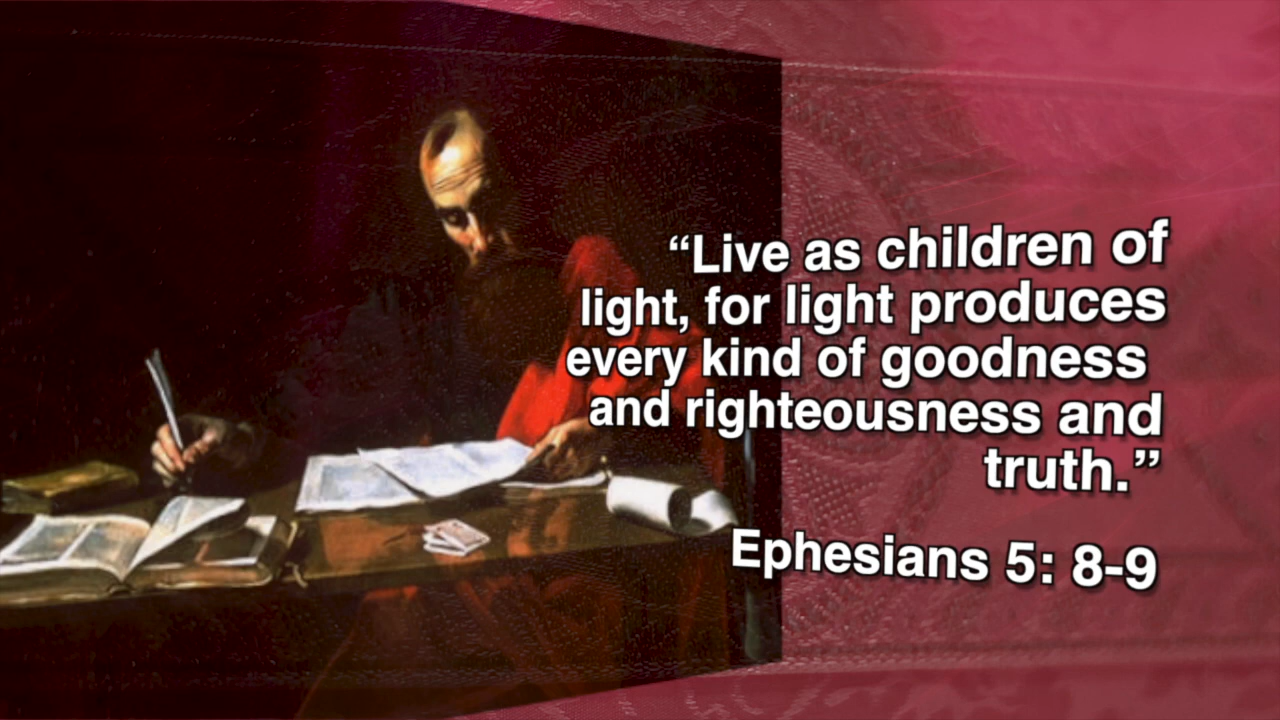 “Live as children of
light, for light produces
every kind of goodness
and righteousness and
truth.”
Ephesians 5: 8-9